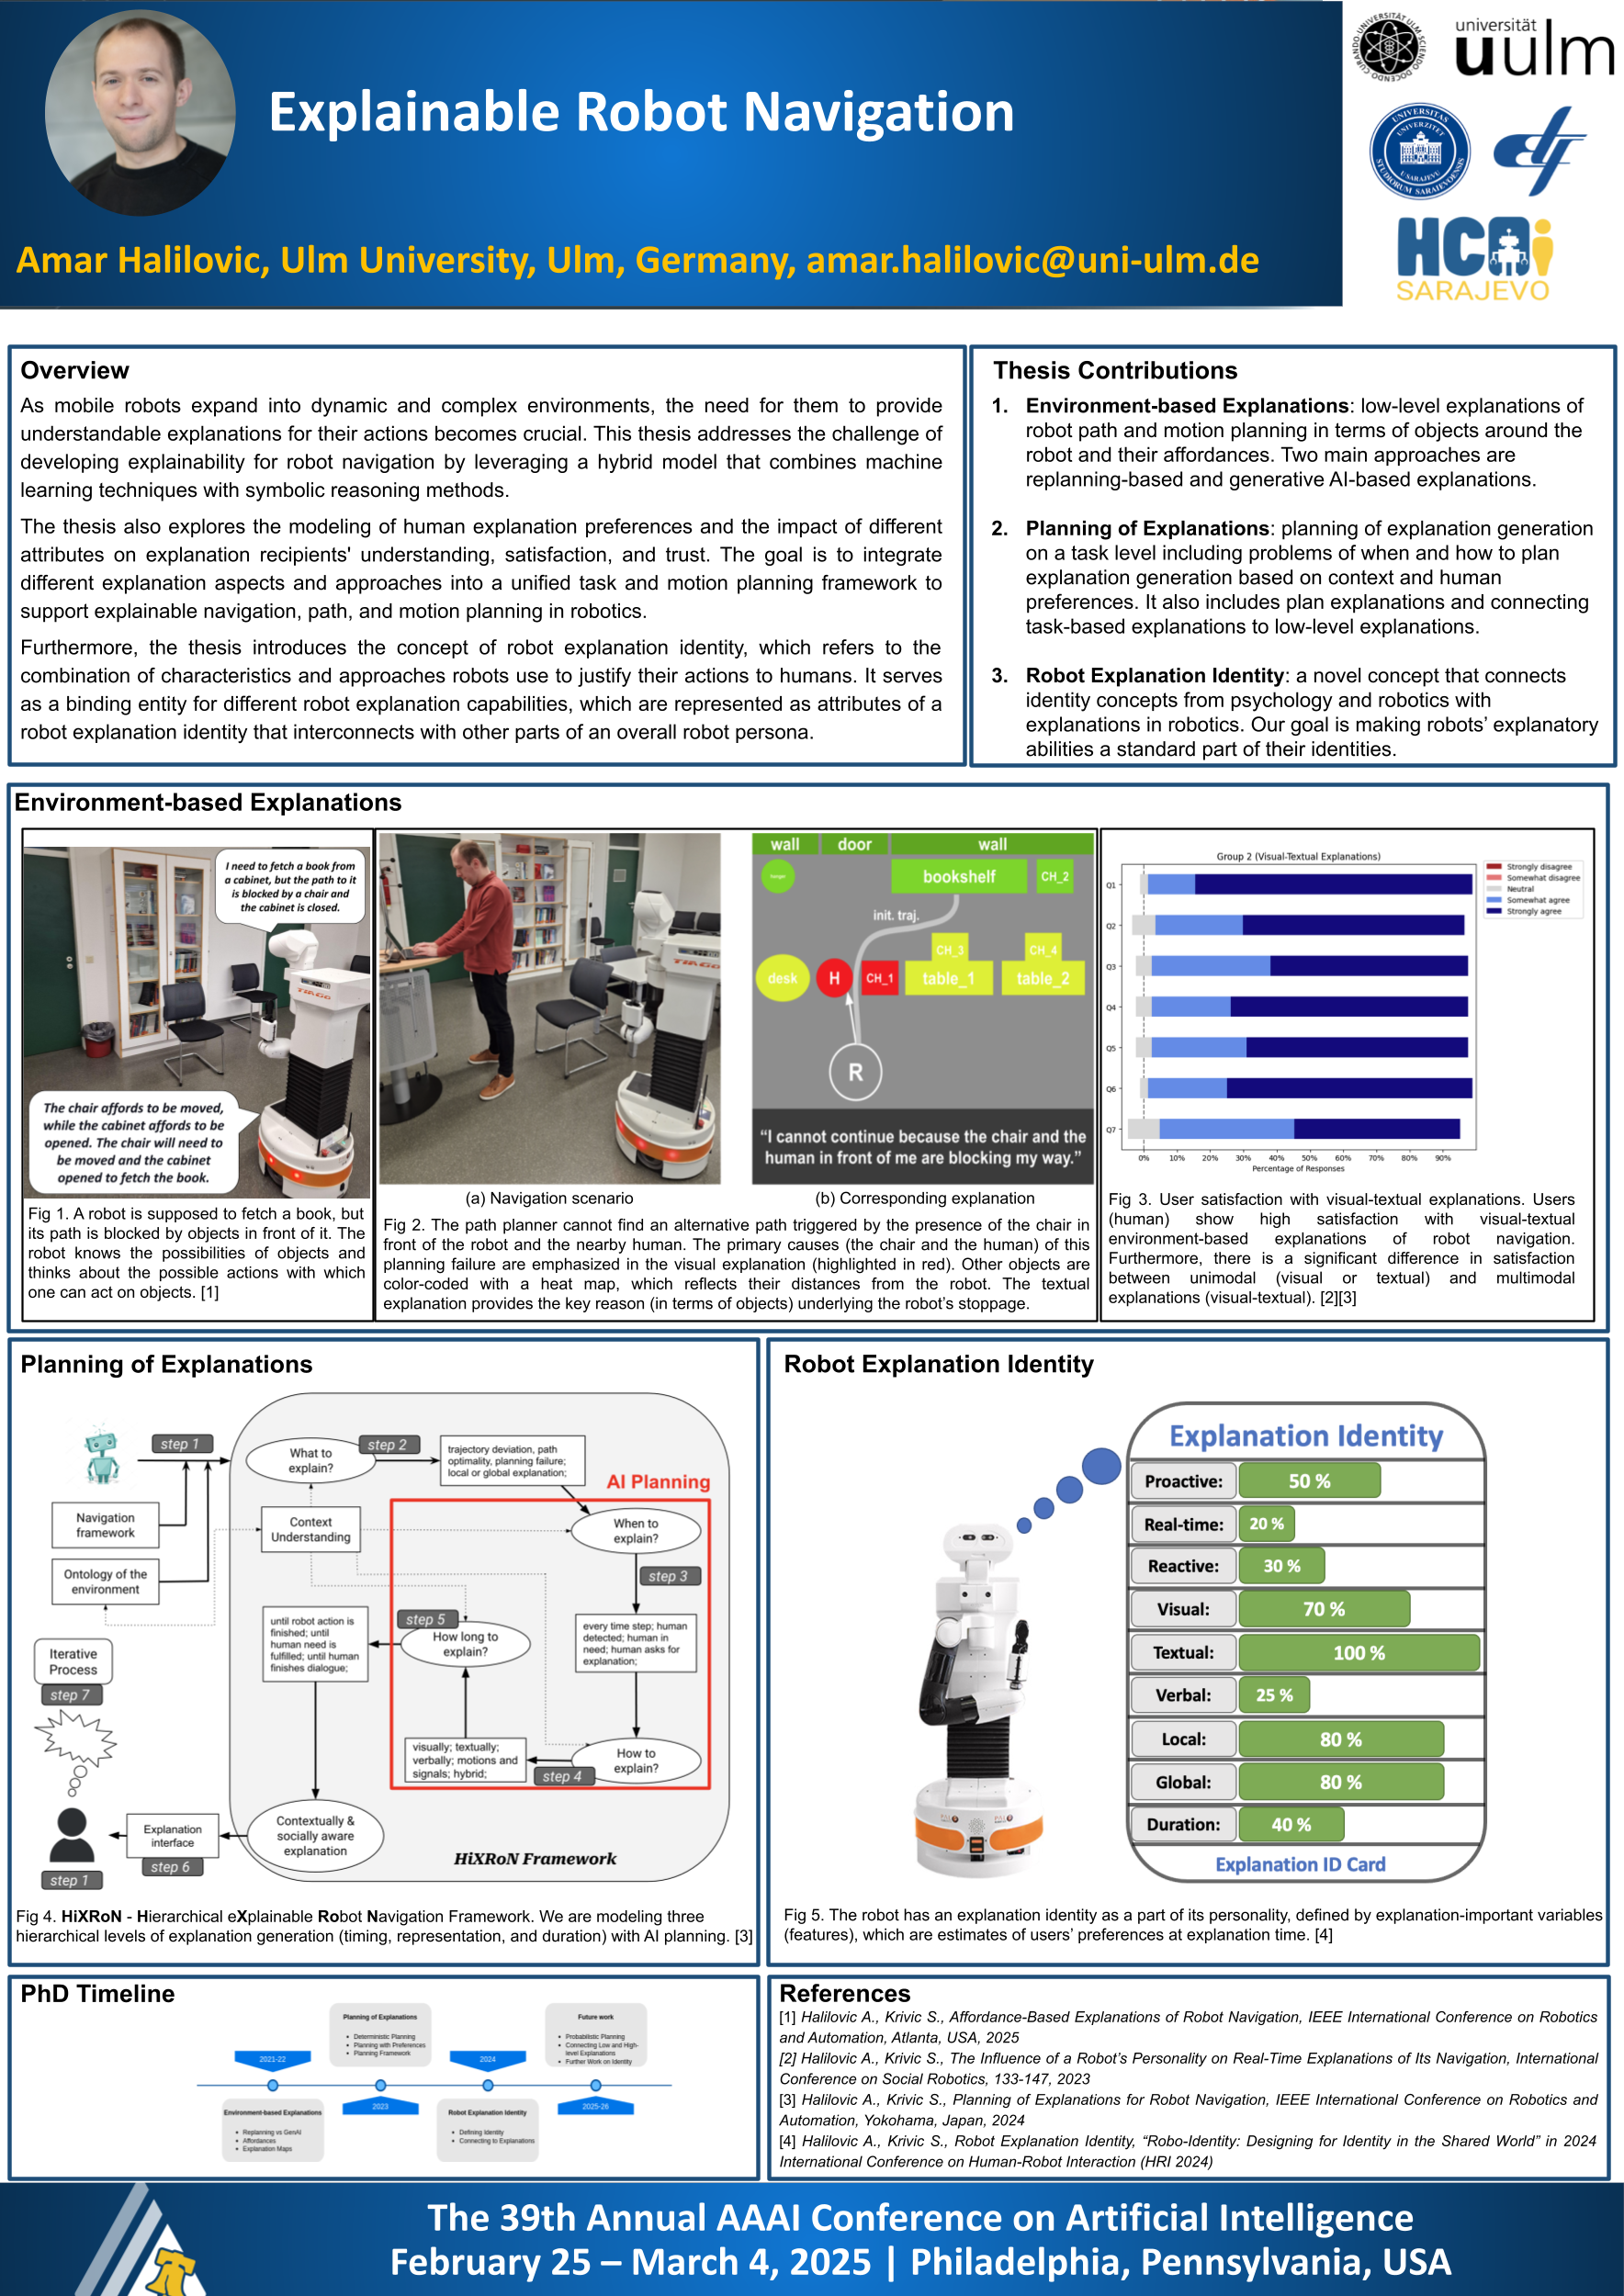 Explainable Robot Navigation
Amar Halilovic, Ulm University, Ulm, Germany, amar.halilovic@uni-ulm.de
universität
uulm
HCAi
SARAJEVO
Overview
As mobile robots expand into dynamic and complex environments, the need for them to provide
understandable explanations for their actions becomes crucial. This thesis addresses the challenge of
developing explainability for robot navigation by leveraging a hybrid model that combines machine
learning techniques with symbolic reasoning methods.
The thesis also explores the modeling of human explanation preferences and the impact of different
attributes on explanation recipients' understanding, satisfaction, and trust. The goal is to integrate
different explanation aspects and approaches into a unified task and motion planning framework to
support explainable navigation, path, and motion planning in robotics.
Furthermore, the thesis introduces the concept of robot explanation identity, which refers to the
combination of characteristics and approaches robots use to justify their actions to humans. It serves
as a binding entity for different robot explanation capabilities, which are represented as attributes of a
robot explanation identity that interconnects with other parts of an overall robot persona.
Thesis Contributions
1. Environment-based Explanations: low-level explanations of
robot path and motion planning in terms of objects around the
robot and their affordances. Two main approaches are
replanning-based and generative AI-based explanations.
2. Planning of Explanations: planning of explanation generation
on a task level including problems of when and how to plan
explanation generation based on context and human
preferences. It also includes plan explanations and connecting
task-based explanations to low-level explanations.
3. Robot Explanation Identity: a novel concept that connects
identity concepts from psychology and robotics with
explanations in robotics. Our goal is making robots’ explanatory
abilities a standard part of their identities.
Environment-based Explanations
I need to fetch a book from
a cabinet, but the path to it
is blocked by a chair and
the cabinet is closed.
TIAGO
The chair affords to be moved,
while the cabinet affords to be
opened. The chair will need to
be moved and the cabinet
opened to fetch the book.
Fig 1. A robot is supposed to fetch a book, but
its path is blocked by objects in front of it. The
robot knows the possibilities of objects and
thinks about the possible actions with which
one can act on objects. [1]
TIAGO
(a) Navigation scenario
wall door wall
bookshelf CH_2
init. traj.
CH_3 CH_4
desk H CH_1 table_1 table_2
R
“I cannot continue because the chair and the
human in front of me are blocking my way.”
(b) Corresponding explanation
Fig 2. The path planner cannot find an alternative path triggered by the presence of the chair in
front of the robot and the nearby human. The primary causes (the chair and the human) of this
planning failure are emphasized in the visual explanation (highlighted in red). Other objects are
color-coded with a heat map, which reflects their distances from the robot. The textual
explanation provides the key reason (in terms of objects) underlying the robot’s stoppage.
Group 2 (Visual-Textual Explanations)
Q1
Q2
Q3
Q4
Q5
Q6
Q7
0% 10% 20% 30% 40% 50% 60% 70% 80% 90%
Percentage of Responses
Strongly disagree
Somewhat disagree
Neutral
Somewhat agree
Strongly agree
Fig 3. User satisfaction with visual-textual explanations. Users
(human) show high satisfaction with visual-textual
environment-based explanations of robot navigation.
Furthermore, there is a significant difference in satisfaction
between unimodal (visual or textual) and multimodal
explanations (visual-textual). [2][3]
Planning of Explanations
step 1
Navigation
framework
Ontology of the
environment
Iterative
Process
step 7
step 1
Explanation
interface
step 6
What to
explain?
step 2
trajectory deviation, path
optimality, planning failure;
local or global explanation;
AI Planning
Context
Understanding
When to
explain?
step 3
every time step; human
detected; human in
need; human asks for
explanation;
How to
explain?
step 4
visually; textually;
verbally; motions and
signals; hybrid;
step 5
How long to
explain?
until robot action is
finished; until
human need is
fulfilled; until human
finishes dialogue;
Contextually &
socially aware
explanation
HiXRoN Framework
Fig 4. HiXRoN - Hierarchical eXplainable Robot Navigation Framework. We are modeling three
hierarchical levels of explanation generation (timing, representation, and duration) with AI planning. [3]
Robot Explanation Identity
Explanation Identity
Proactive: 50 %
Real-time: 20 %
Reactive: 30 %
Visual: 70 %
Textual: 100 %
Verbal: 25 %
Local: 80 %
Global: 80 %
Duration: 40 %
Explanation ID Card
Fig 5. The robot has an explanation identity as a part of its personality, defined by explanation-important variables
(features), which are estimates of users’ preferences at explanation time. [4]
PhD Timeline
Planning of Explanations
• Deterministic Planning
• Planning with Preferences
• Planning Framework
Future work
• Probabilistic Planning
• Connecting Low and High-
level Explanations
• Further Work on Identity
2021-22
2024
2023
2025-26
Environment-based Explanations
• Replanning vs GenAI
• Affordances
• Explanation Maps
Robot Explanation Identity
• Defining Identity
• Connecting to Explanations
References
[1] Halilovic A., Krivic S., Affordance-Based Explanations of Robot Navigation, IEEE International Conference on Robotics
and Automation, Atlanta, USA, 2025
[2] Halilovic A., Krivic S., The Influence of a Robot’s Personality on Real-Time Explanations of Its Navigation, International
Conference on Social Robotics, 133-147, 2023
[3] Halilovic A., Krivic S., Planning of Explanations for Robot Navigation, IEEE International Conference on Robotics and
Automation, Yokohama, Japan, 2024
[4] Halilovic A., Krivic S., Robot Explanation Identity, “Robo-Identity: Designing for Identity in the Shared World” in 2024
International Conference on Human-Robot Interaction (HRI 2024)
The 39th Annual AAAI Conference on Artificial Intelligence
February 25 – March 4, 2025 | Philadelphia, Pennsylvania, USA